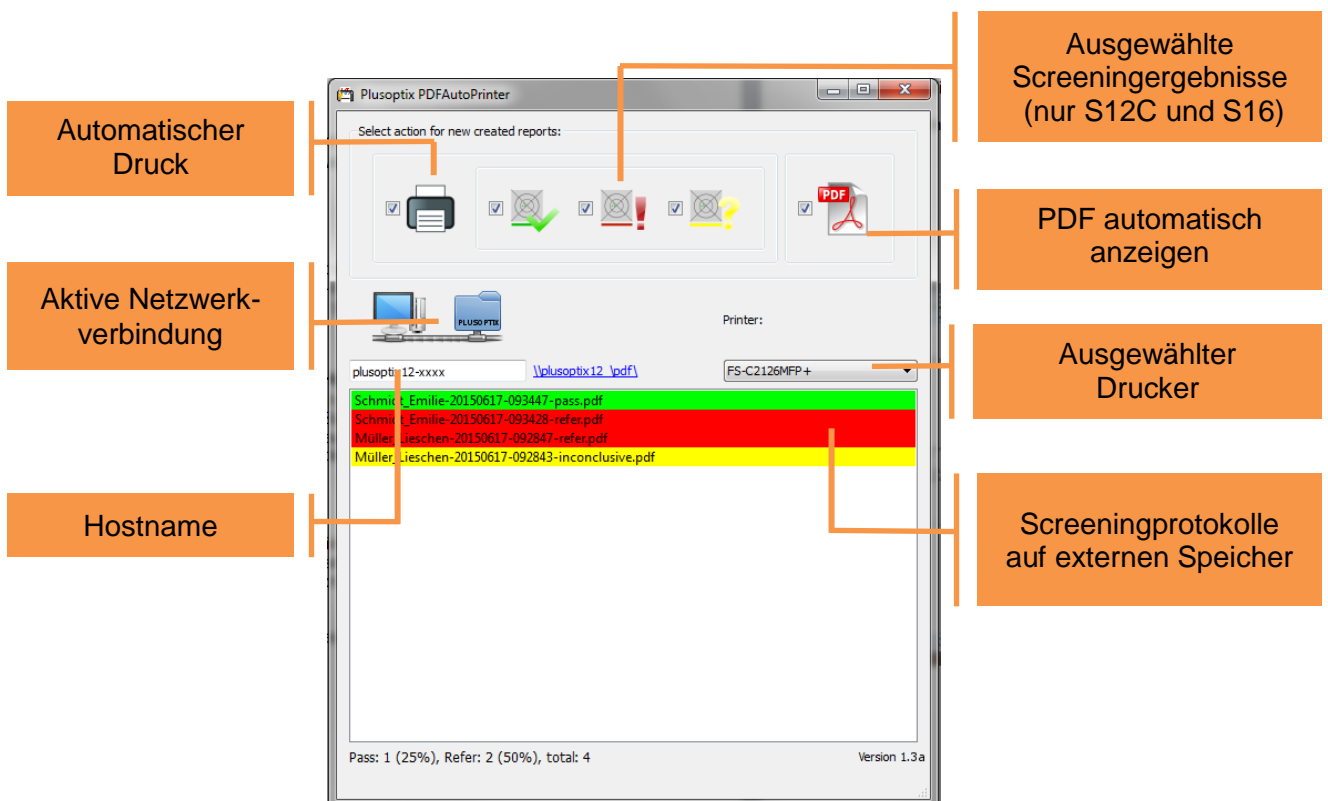 Ausgewählte
Screeningergebnisse
(nur S12C und S16)
Automatischer
Druck
Plusoptix PDFAutoPrinter
Select action for new created reports:
PDF
PDF automatisch
anzeigen
Aktive Netzwerk-
verbindung
PLUSOPTIX
Printer:
Ausgewählter
Drucker
plusoptix12-xxxx
\\plusoptix12 \pdf\
FS-C2126MFP+
Schmidt_Emilie-20150617-093447-pass.pdf
Schmidt_Emilie-20150617-093428-refer.pdf
Müller_Lieschen-20150617-092847-refer.pdf
Müller_Lieschen-20150617-092843-inconclusive.pdf
Hostname
Screeningprotokolle
auf externen Speicher
Pass: 1 (25%), Refer: 2 (50%), total: 4
Version 1.3a